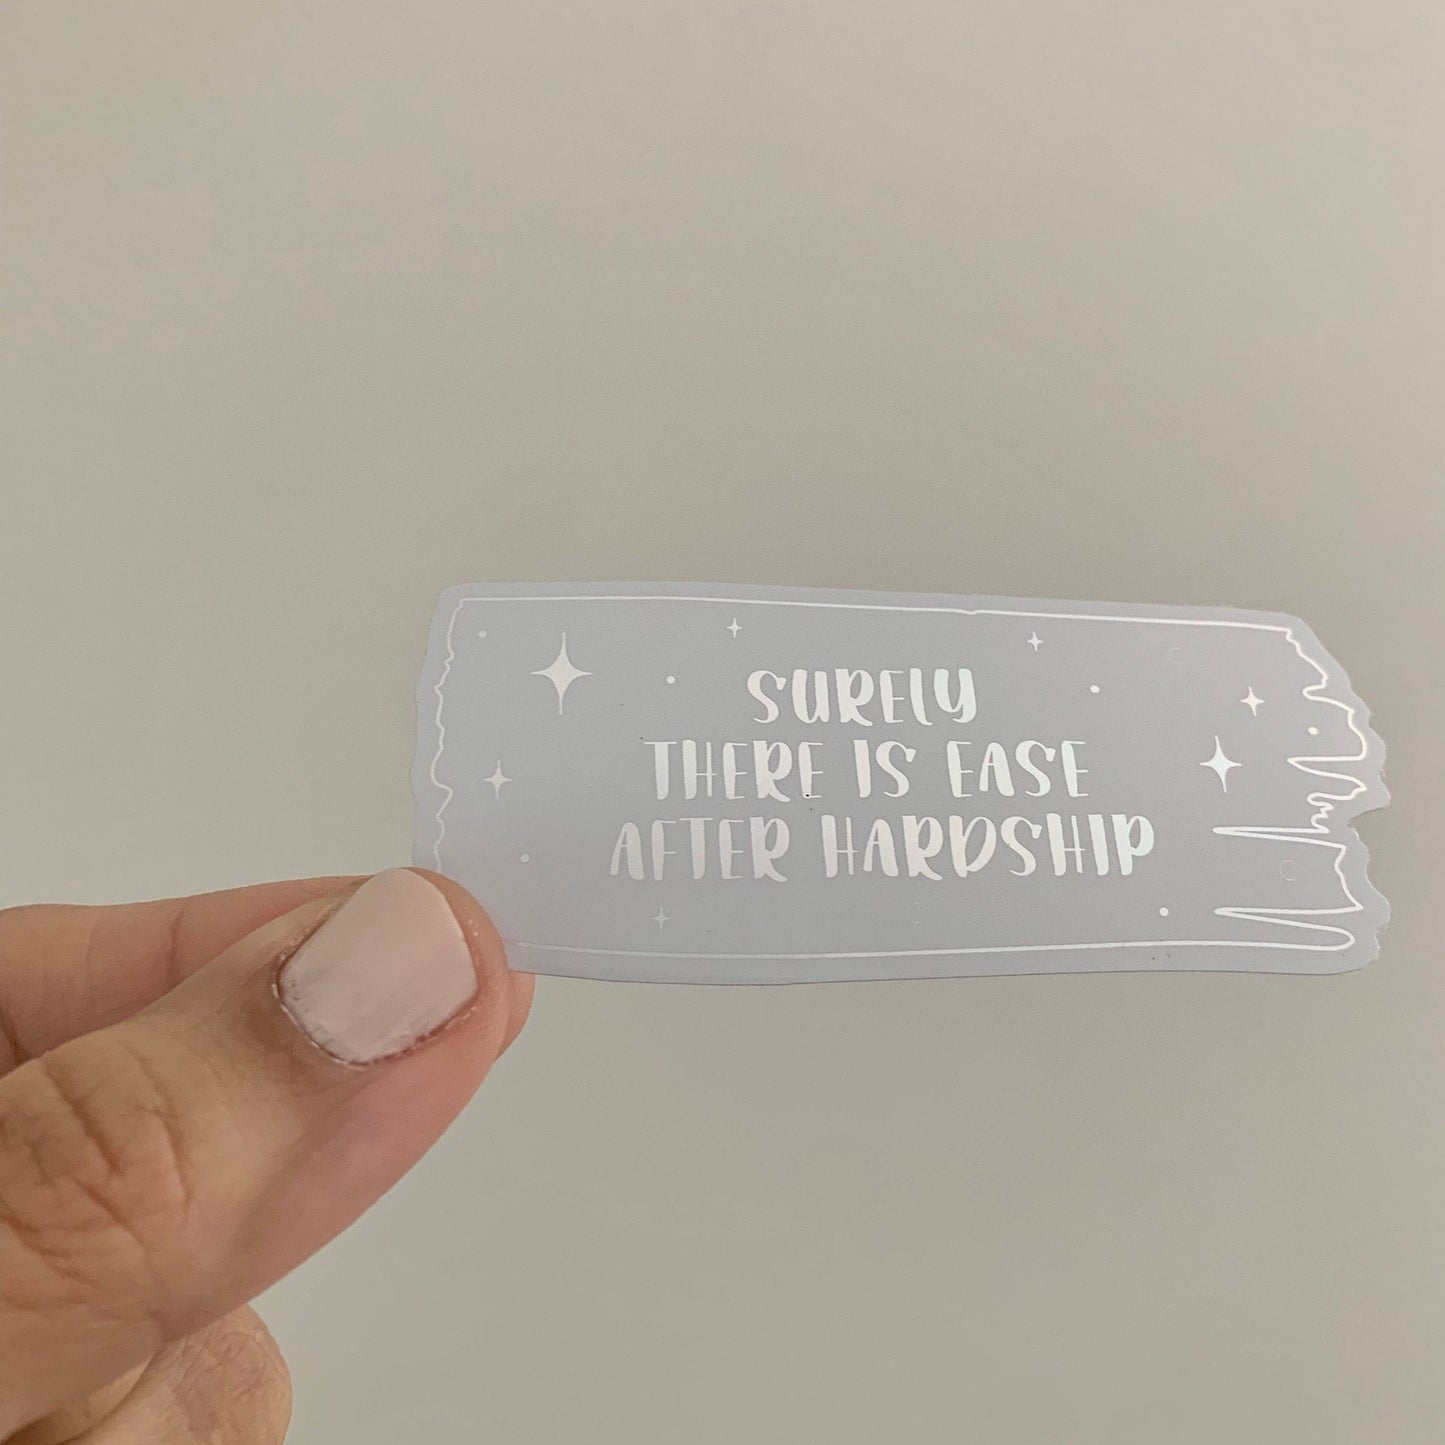 SURELY
THERE IS EASE
AFTER HARDSHIP